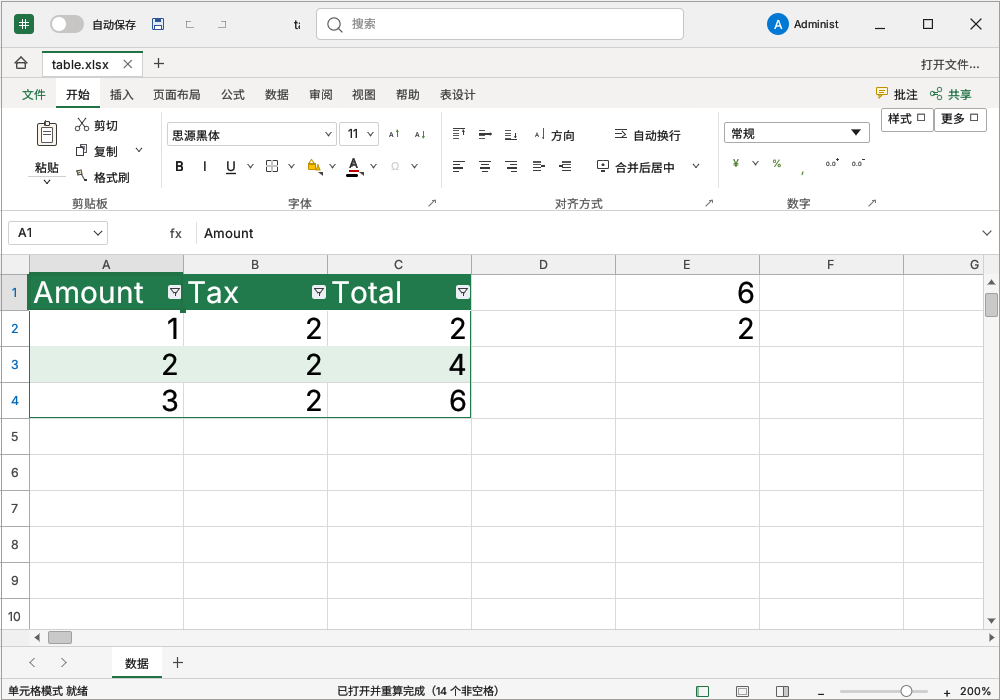 自动保存
搜索
A Administ
table.xlsx
打开文件...
文件 开始 插入 页面布局 公式 数据 审阅 视图 帮助 表设计
批注 共享
粘贴
剪切
复制
格式刷
剪贴板
思源黑体 11
B I U
字体
方向 自动换行
合并后居中
对齐方式
常规
¥ % ,
数字
样式 更多
A1 fx Amount
A B C D E F G
1 Amount Tax Total 6
2 1 2 2 2
3 2 2 4
4 3 2 6
5
6
7
8
9
10
数据
单元格模式 就绪 已打开并重算完成（14 个非空格） 200%